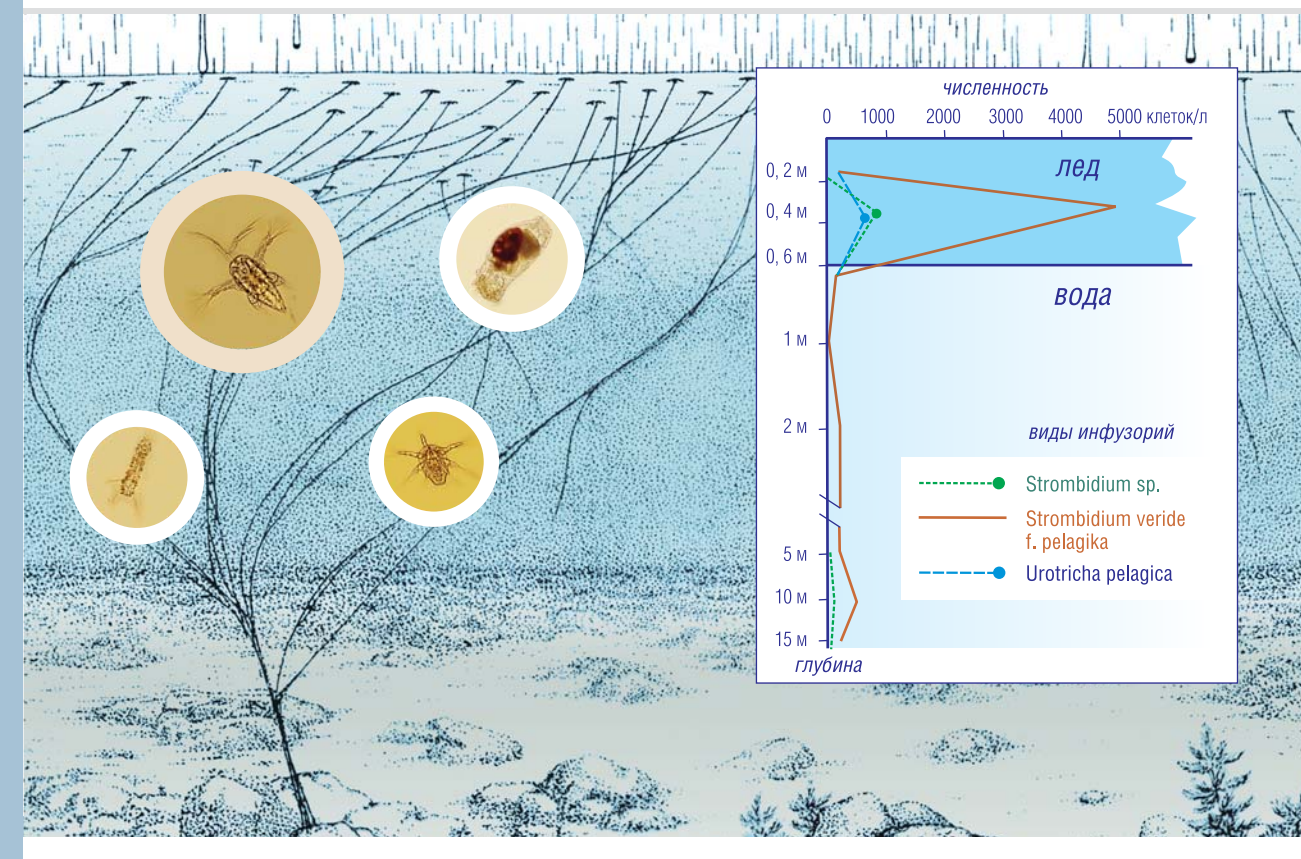 численность
0 1000 2000 3000 4000 5000 клеток/л
лед
0, 2 м
0, 4 м
0, 6 м
вода
1 м
2 м
виды инфузорий
Strombidium sp.
Strombidium veride
f. pelagika
Urotricha pelagica
5 м
10 м
15 м
глубина